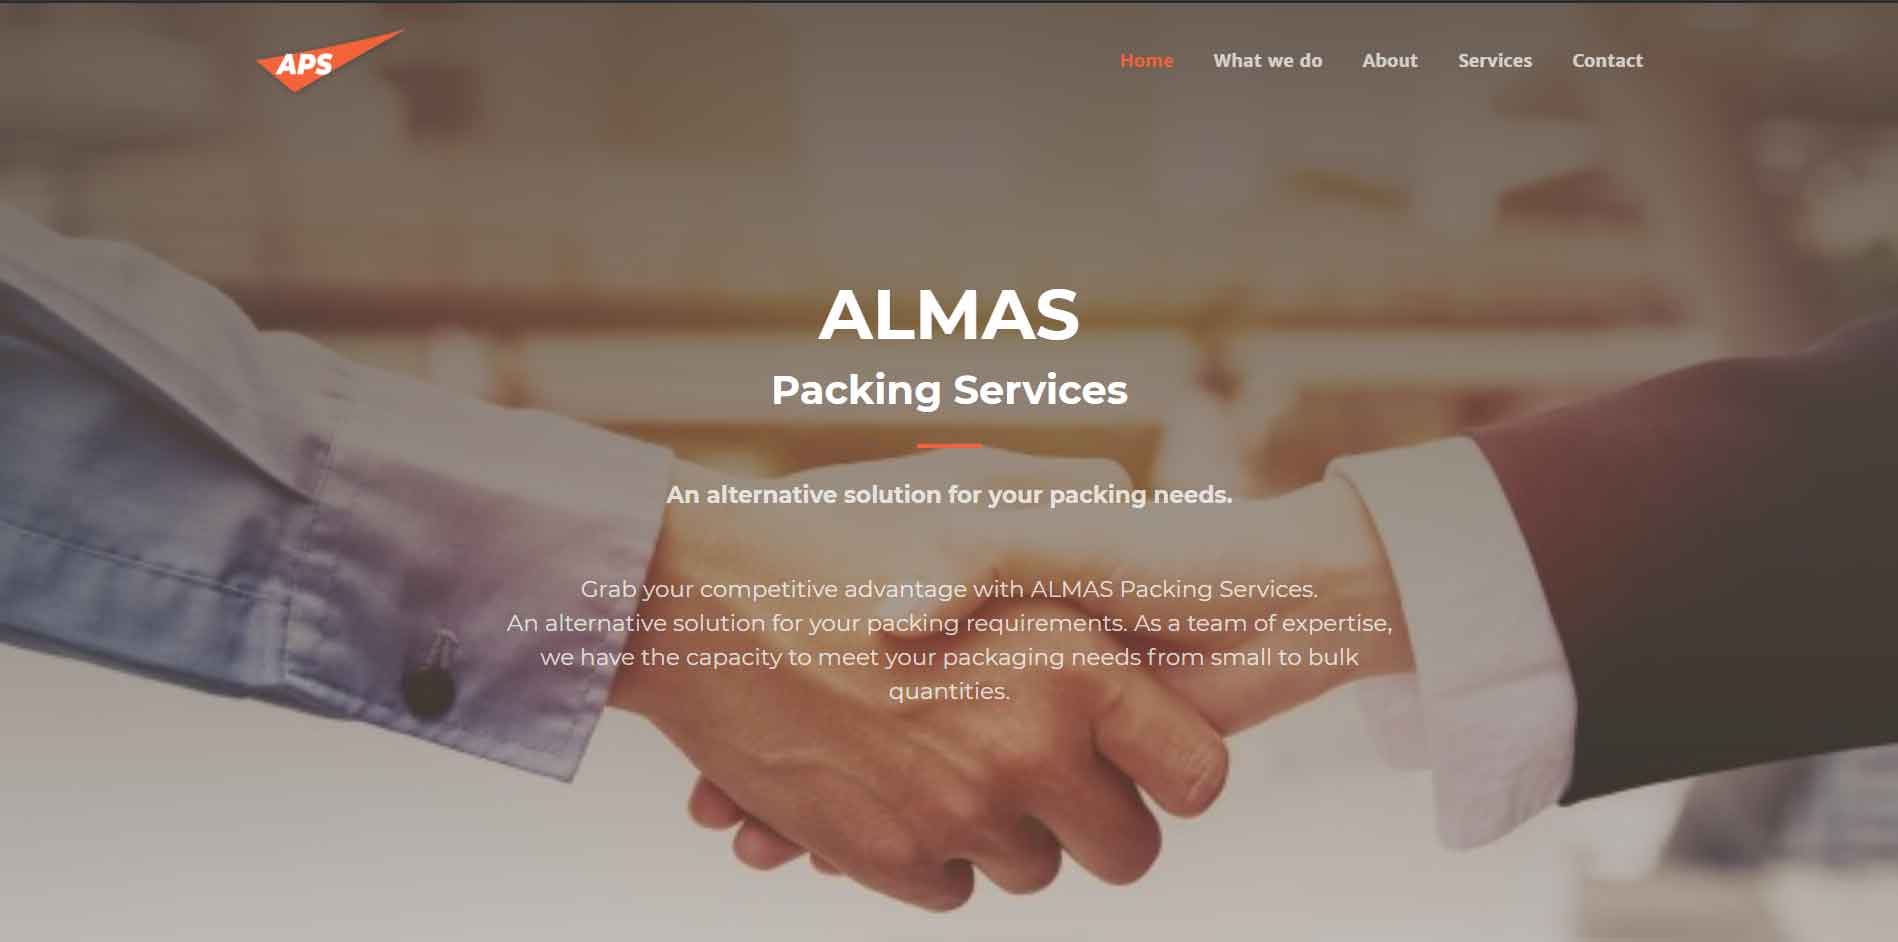 APS
Home What we do About Services Contact
ALMAS
Packing Services
An alternative solution for your packing needs.
Grab your competitive advantage with ALMAS Packing Services.
An alternative solution for your packing requirements. As a team of expertise,
we have the capacity to meet your packaging needs from small to bulk
quantities.